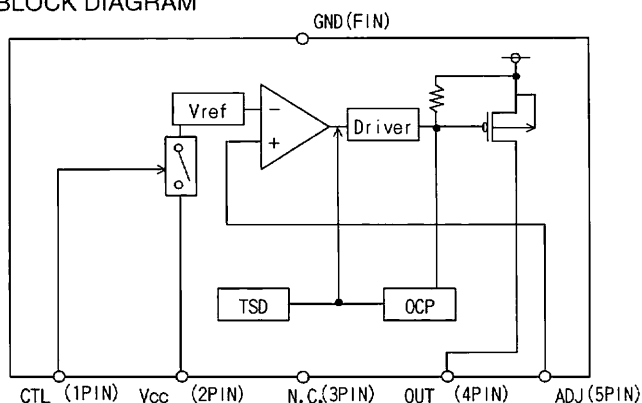 BLOCK DIAGRAM
GND(FIN)
Vref
−
+
Driver
TSD
OCP
CTL (1PIN) Vcc (2PIN) N.C.(3PIN) OUT (4PIN) ADJ(5PIN)